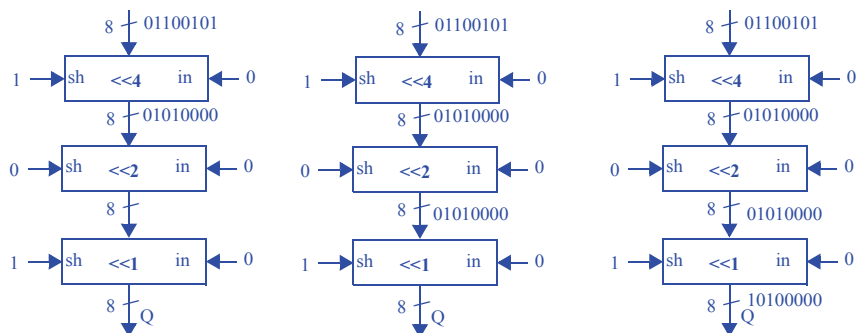 8 01100101 8 01100101 8 01100101
1 sh <<4 in 0 1 sh <<4 in 0 1 sh <<4 in 0
8 01010000 8 01010000 8 01010000
0 sh <<2 in 0 0 sh <<2 in 0 0 sh <<2 in 0
8 8 01010000 8 01010000
1 sh <<1 in 0 1 sh <<1 in 0 1 sh <<1 in 0
8 Q 8 Q 8 10100000 Q